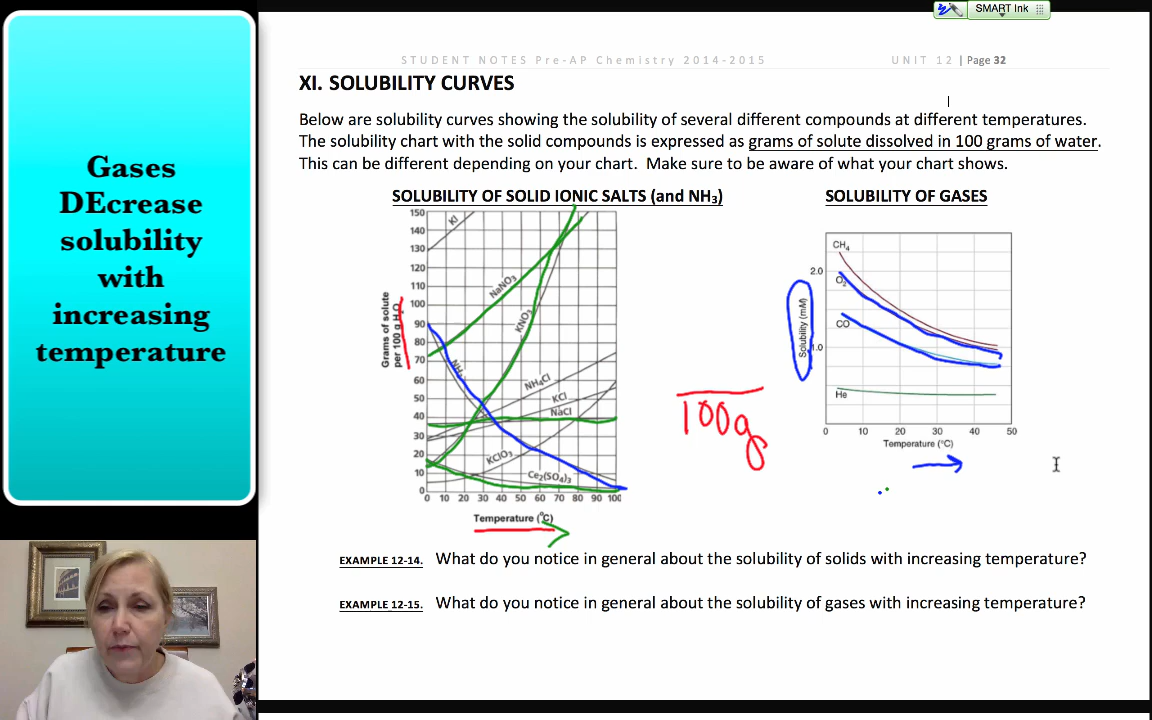 SMART Ink
Gases
DEcrease
solubility
with
increasing
temperature
STUDENT NOTES Pre-AP Chemistry 2014-2015 UNIT 12 | Page 32
XI. SOLUBILITY CURVES
Below are solubility curves showing the solubility of several different compounds at different temperatures.
The solubility chart with the solid compounds is expressed as grams of solute dissolved in 100 grams of water.
This can be different depending on your chart. Make sure to be aware of what your chart shows.
SOLUBILITY OF SOLID IONIC SALTS (and NH₃)
150
140
130
120
110
100
90
80
70
60
50
40
30
20
10
0
Grams of solute
per 100 g H₂O
KI
NaNO₃
KNO₃
NH₄Cl
KCl
NaCl
KClO₃
Ce₂(SO₄)₃
0 10 20 30 40 50 60 70 80 90 100
Temperature (°C)
100g
SOLUBILITY OF GASES
CH₄
O₂
CO
He
2.0
1.0
Solubility (mM)
0 10 20 30 40 50
Temperature (°C)
EXAMPLE 12-14. What do you notice in general about the solubility of solids with increasing temperature?
EXAMPLE 12-15. What do you notice in general about the solubility of gases with increasing temperature?